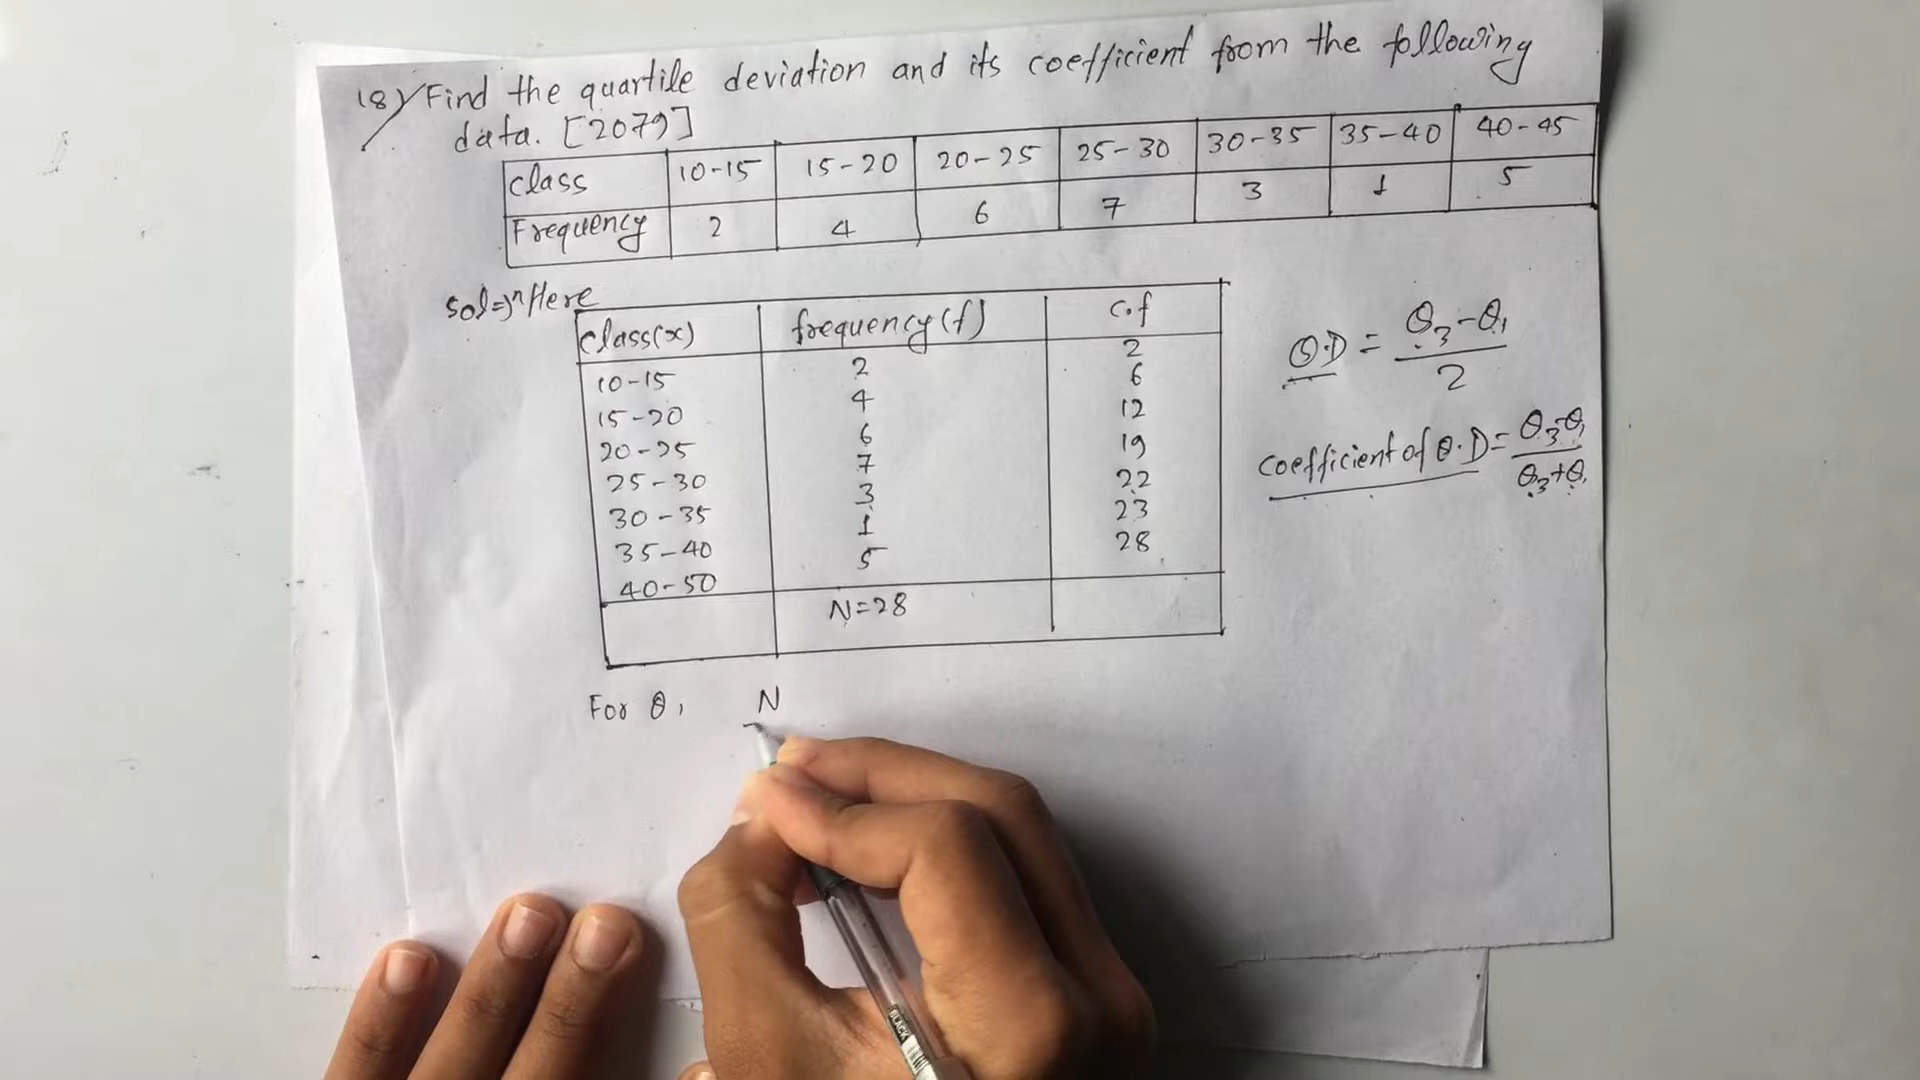 18) Find the quartile deviation and its coefficient from the following
data. [2079]
class 10-15 15-20 20-25 25-30 30-35 35-40 40-45
Frequency 2 4 6 7 3 1 5
sol=>n Here
class(x) frequency(f) c.f
10-15 2 2
15-20 4 6
20-25 6 12
25-30 7 19
30-35 3 22
35-40 1 23
40-50 5 28
N=28
Q.D = Q3-Q1 / 2
coefficient of Q.D = Q3-Q1 / Q3+Q1
For Q1 N
BLACK